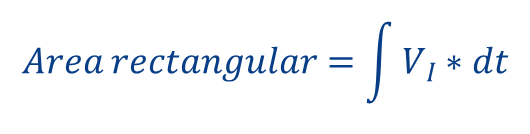 Area rectangular = ∫ V_I * dt